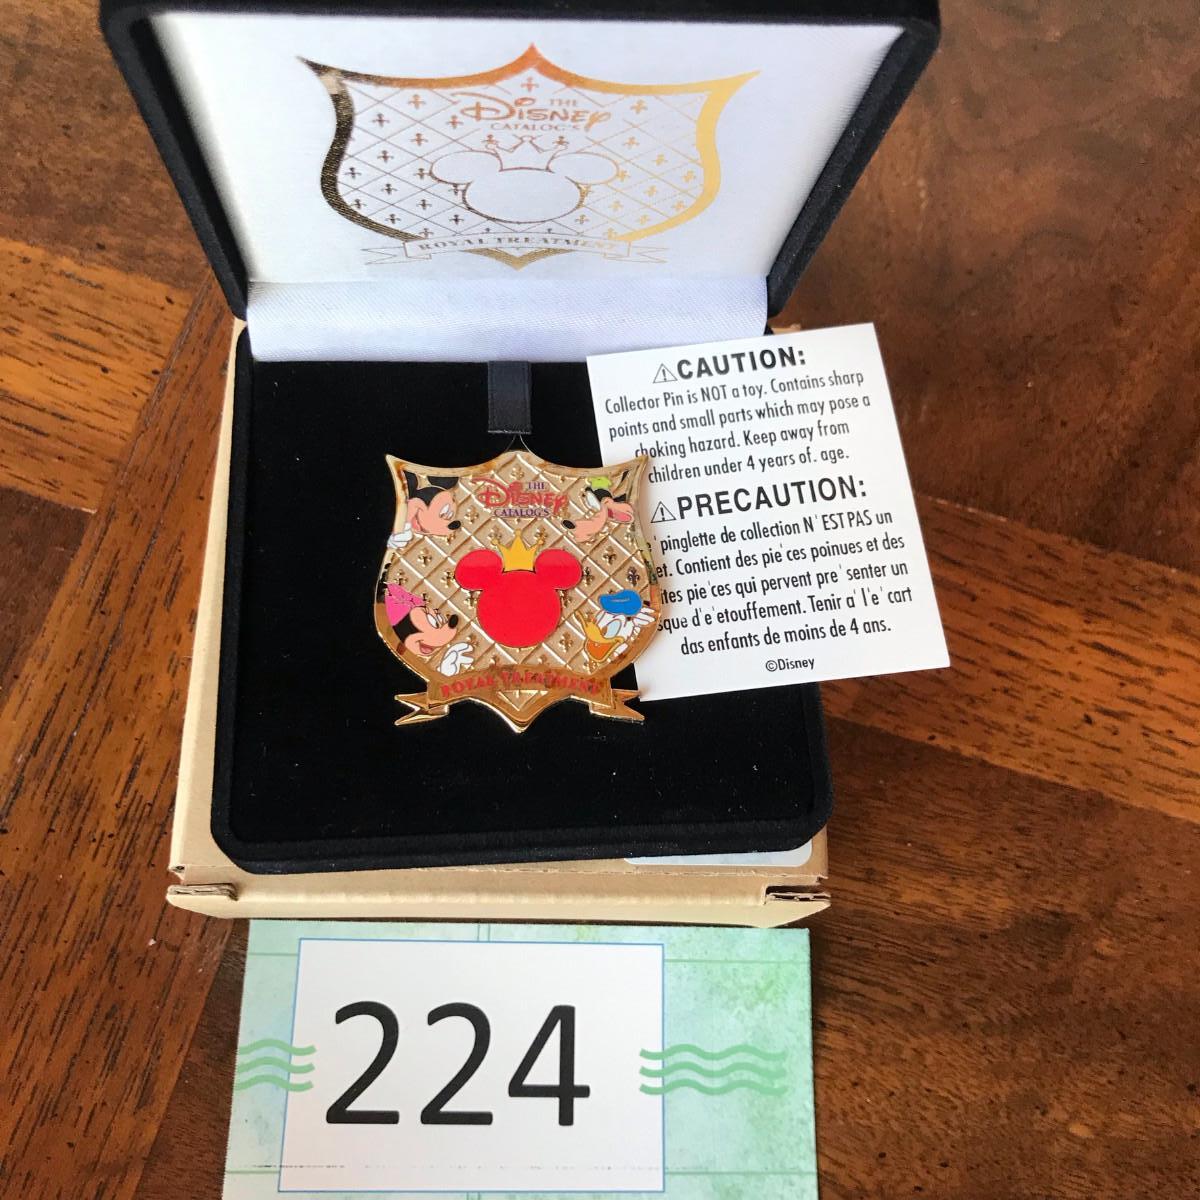 THE
DISNEY
CATALOG'S
ROYAL TREATMENT
⚠CAUTION:
Collector Pin is NOT a toy. Contains sharp
points and small parts which may pose a
choking hazard. Keep away from
children under 4 years of. age.
⚠PRECAUTION:
pinglette de collection N' EST PAS un
et. Contient des pie'ces poinues et des
ites pie'ces qui pervent pre' senter un
sque d'e' etouffement. Tenir a' l'e' cart
das enfants de moins de 4 ans.
©Disney
THE
DISNEY
CATALOG'S
ROYAL TREATMENT
224